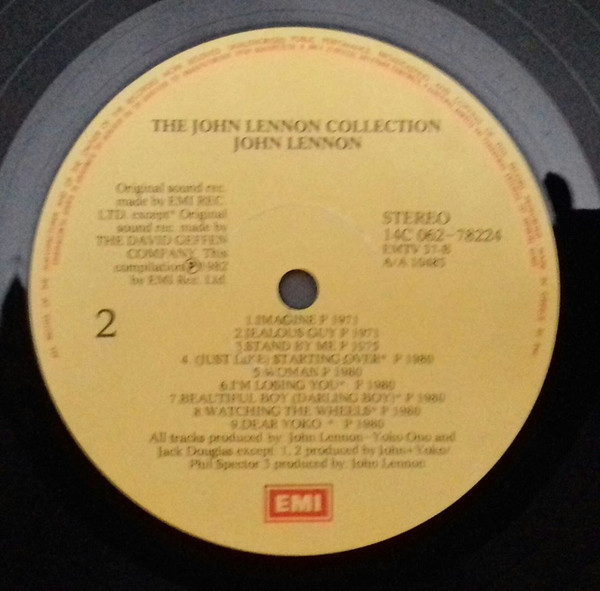 THE JOHN LENNON COLLECTION
JOHN LENNON
Original sound rec.
made by EMI REC.
LTD. except* Original
sound rec. made by
THE DAVID GEFFEN
COMPANY. This
compilation ℗ 1982
by EMI Rec. Ltd.
STEREO
14C 062-78224
EMTV 37-B
A/A 10485
2
1.IMAGINE P 1971
2.JEALOUS GUY P 1971
3.STAND BY ME P 1975
4. (JUST LIKE) STARTING OVER* P 1980
5.WOMAN P 1980
6.I'M LOSING YOU* P 1980
7.BEAUTIFUL BOY (DARLING BOY)* P 1980
8.WATCHING THE WHEELS* P 1980
9.DEAR YOKO * P 1980
All tracks produced by: John Lennon-Yoko Ono and
Jack Douglas except: 1, 2 produced by John+Yoko/
Phil Spector 3 produced by: John Lennon
EMI